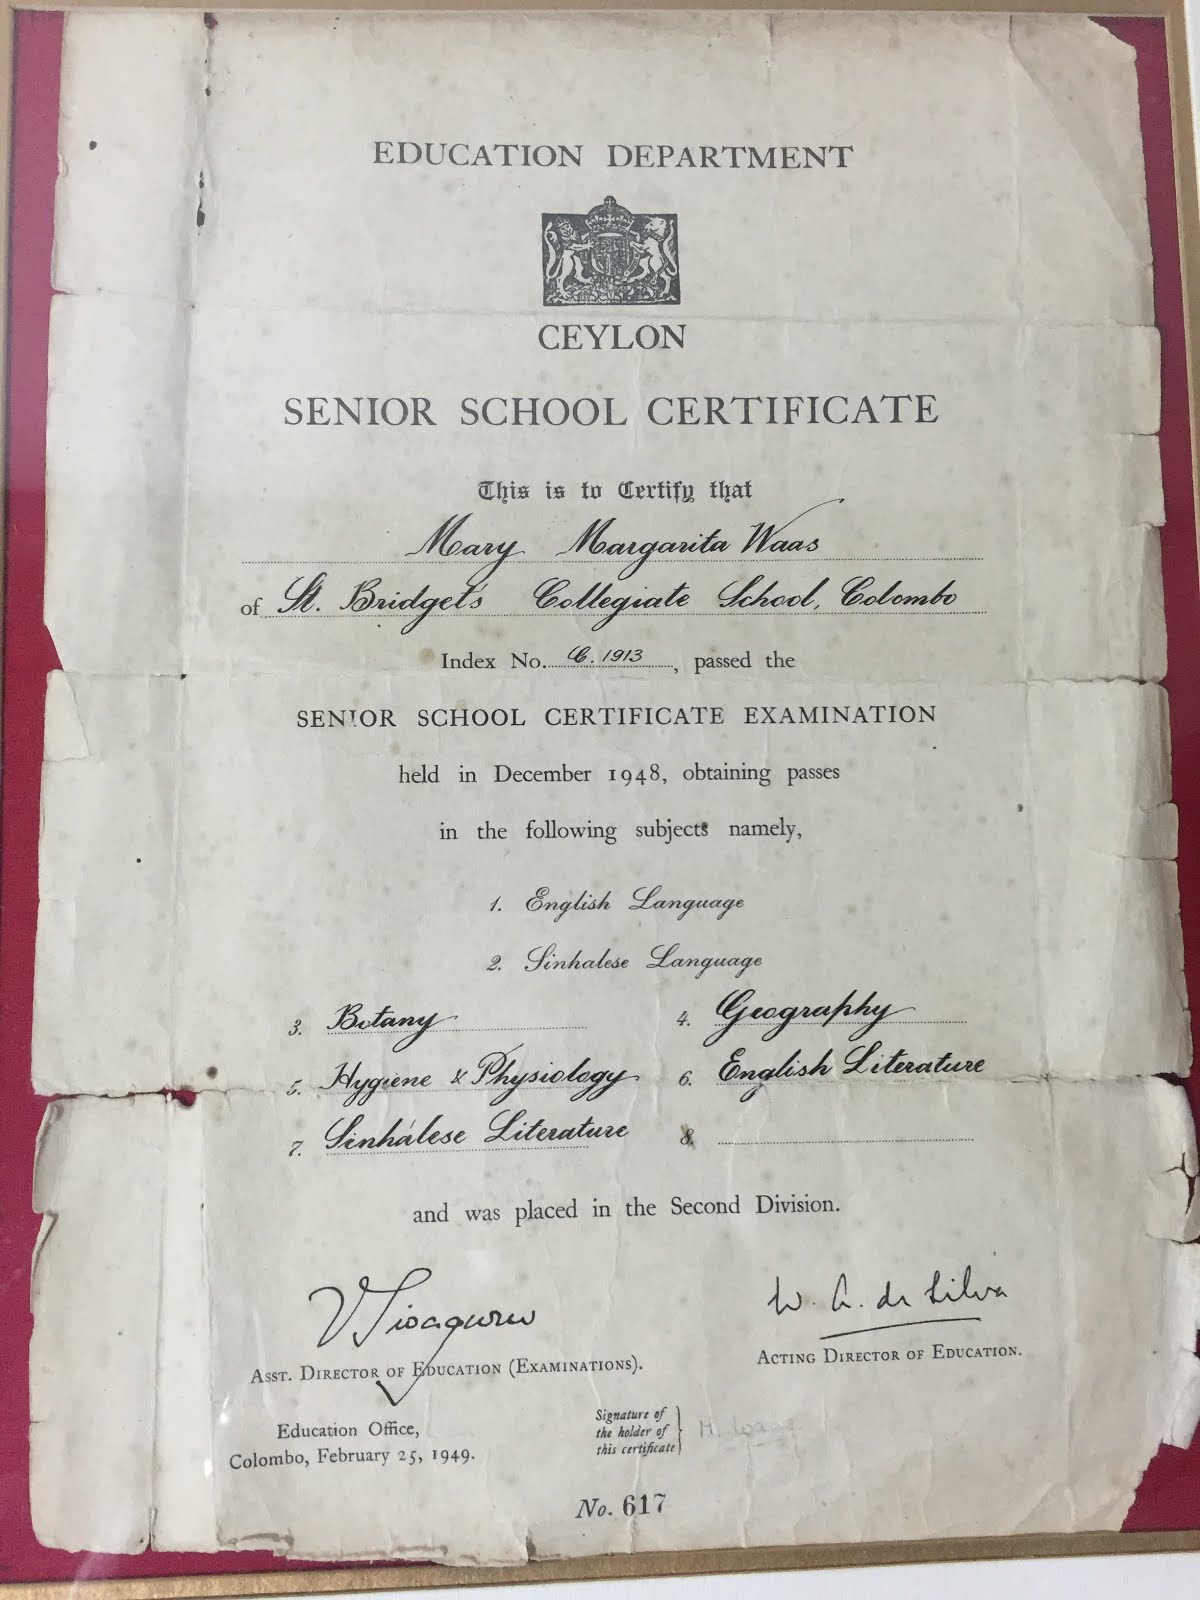 EDUCATION DEPARTMENT
CEYLON
SENIOR SCHOOL CERTIFICATE
This is to Certify that
Mary Margarita Waas
of St. Bridget's Collegiate School, Colombo
Index No. C. 1913, passed the
SENIOR SCHOOL CERTIFICATE EXAMINATION
held in December 1948, obtaining passes
in the following subjects namely,
1. English Language
2. Sinhalese Language
3. Botany 4. Geography
5. Hygiene & Physiology 6. English Literature
7. Sinhalese Literature 8.
and was placed in the Second Division.
W. A. de Silva
ASST. DIRECTOR OF EDUCATION (EXAMINATIONS). ACTING DIRECTOR OF EDUCATION.
Education Office,
Colombo, February 25, 1949.
Signature of
the holder of
this certificate
No. 617